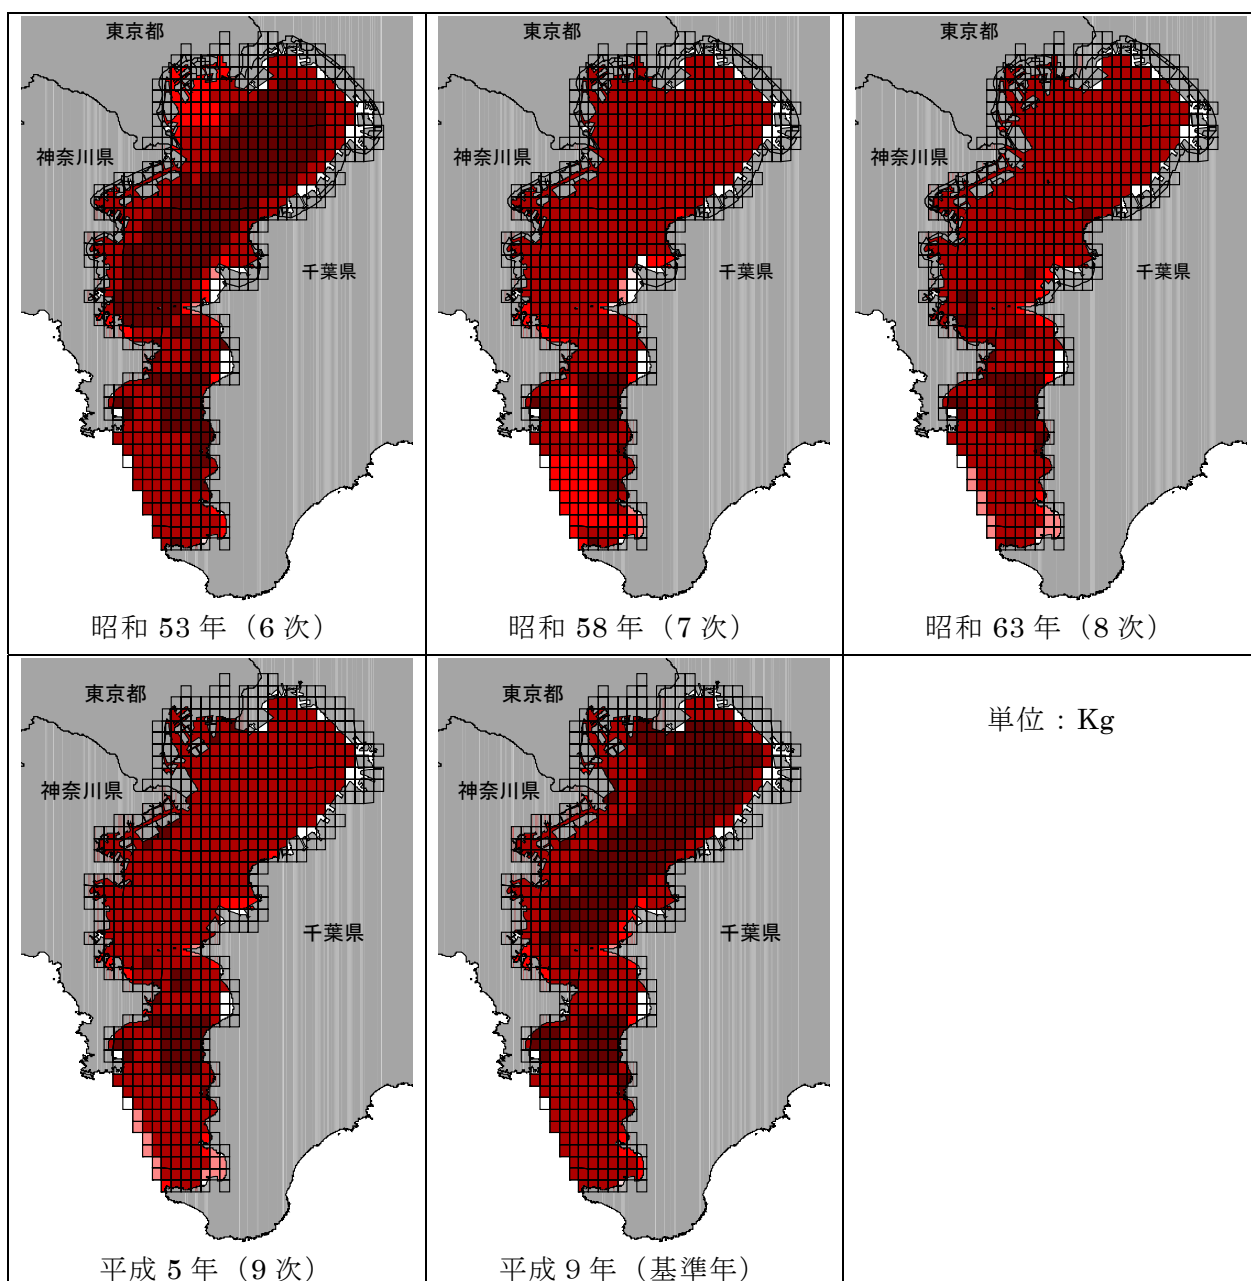 東京都
神奈川県
千葉県
昭和 53 年（6 次）
東京都
神奈川県
千葉県
昭和 58 年（7 次）
東京都
神奈川県
千葉県
昭和 63 年（8 次）
東京都
神奈川県
千葉県
平成 5 年（9 次）
東京都
神奈川県
千葉県
平成 9 年（基準年）
単位：Kg